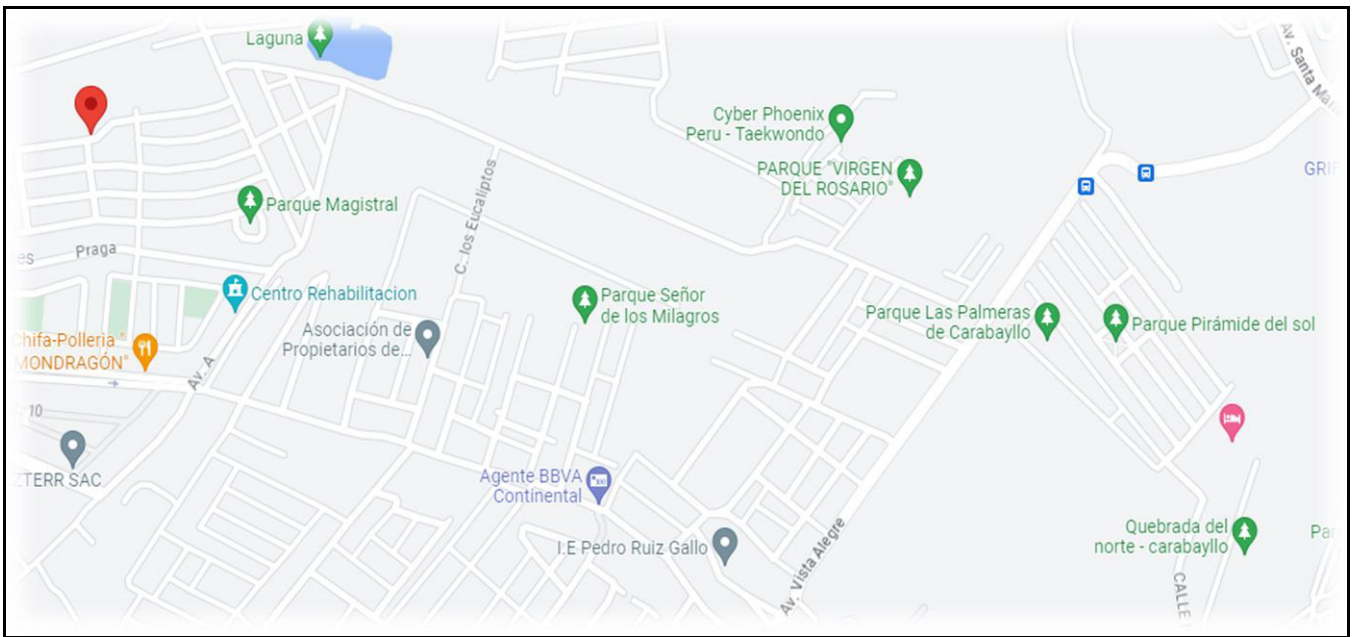 Laguna
Av. Santa Ma
Cyber Phoenix
Peru - Taekwondo
PARQUE "VIRGEN
DEL ROSARIO"
GRIF
Parque Magistral
C. los Eucaliptos
Praga
es
Centro Rehabilitacion
Parque Señor
de los Milagros
Asociación de
Propietarios de...
Parque Las Palmeras
de Carabayllo
Parque Pirámide del sol
Chifa-Polleria "
MONDRAGÓN"
Av. A
10
ZTERR SAC
Agente BBVA
Continental
I.E Pedro Ruiz Gallo
Av. Vista Alegre
Quebrada del
norte - carabayllo
Pa
CALLE